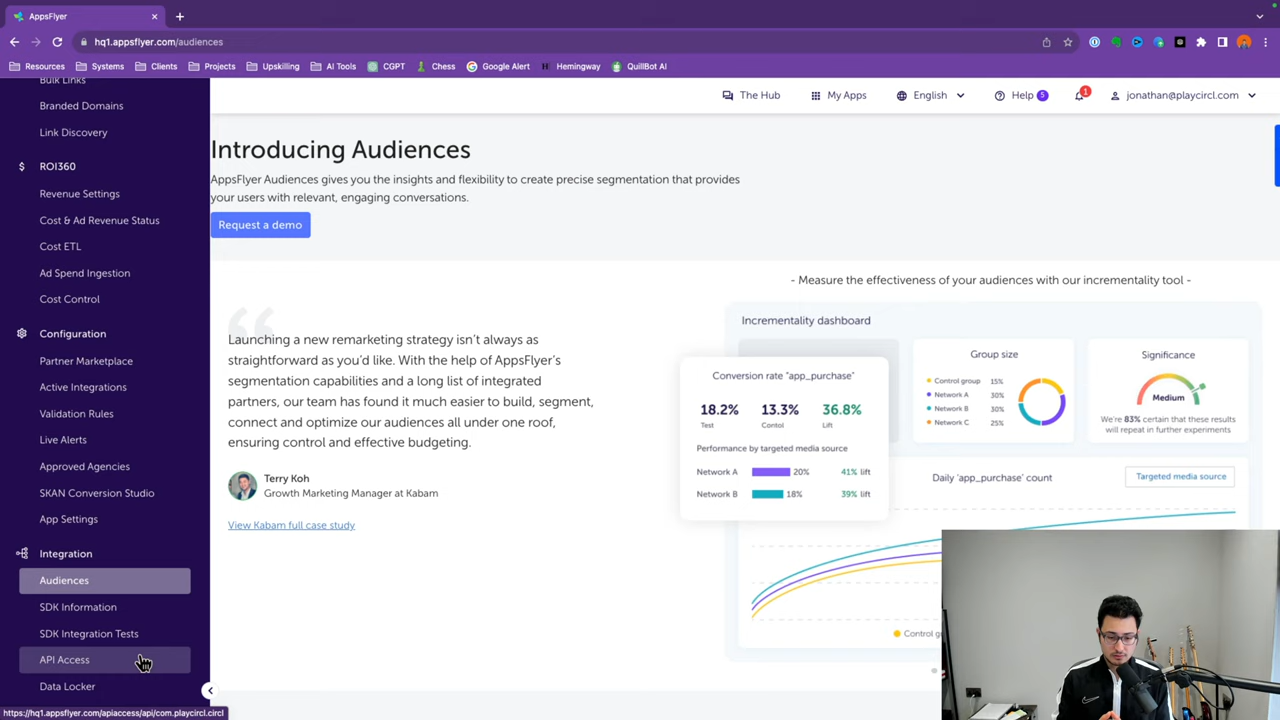 AppsFlyer
hq1.appsflyer.com/audiences
Resources
Systems
Clients
Projects
Upskilling
AI Tools
CGPT
Chess
Google Alert
Hemingway
QuillBot AI
Bulk Links
Branded Domains
Link Discovery
ROI360
Revenue Settings
Cost & Ad Revenue Status
Cost ETL
Ad Spend Ingestion
Cost Control
Configuration
Partner Marketplace
Active Integrations
Validation Rules
Live Alerts
Approved Agencies
SKAN Conversion Studio
App Settings
Integration
Audiences
SDK Information
SDK Integration Tests
API Access
Data Locker
https://hq1.appsflyer.com/apiaccess/api/com.playcircl.circl
The Hub
My Apps
English
Help 5
1
jonathan@playcircl.com
Introducing Audiences
AppsFlyer Audiences gives you the insights and flexibility to create precise segmentation that provides
your users with relevant, engaging conversations.
Request a demo
Launching a new remarketing strategy isn't always as
straightforward as you'd like. With the help of AppsFlyer's
segmentation capabilities and a long list of integrated
partners, our team has found it much easier to build, segment,
connect and optimize our audiences all under one roof,
ensuring control and effective budgeting.
Terry Koh
Growth Marketing Manager at Kabam
View Kabam full case study
- Measure the effectiveness of your audiences with our incrementality tool -
Incrementality dashboard
Conversion rate "app_purchase"
18.2% 13.3% 36.8%
Test Contol Lift
Performance by targeted media source
Network A 20% 41% lift
Network B 18% 39% lift
Group size
Control group 15%
Network A 30%
Network B 30%
Network C 25%
Significance
Medium
We're 83% certain that these results
will repeat in further experiments
Daily 'app_purchase' count
Targeted media source
Control g